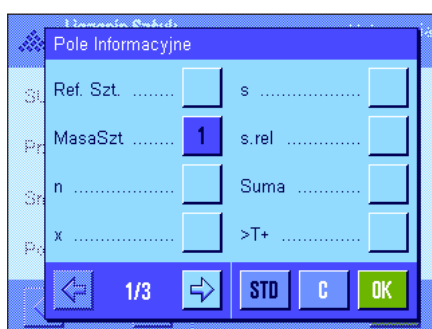 Pole Informacyjne
Ref. Szt. ........
s ..................
MasaSzt .......
1
s.rel ..............
n ..................
Suma ............
x ..................
>T+ ..............
1/3
STD
C
OK